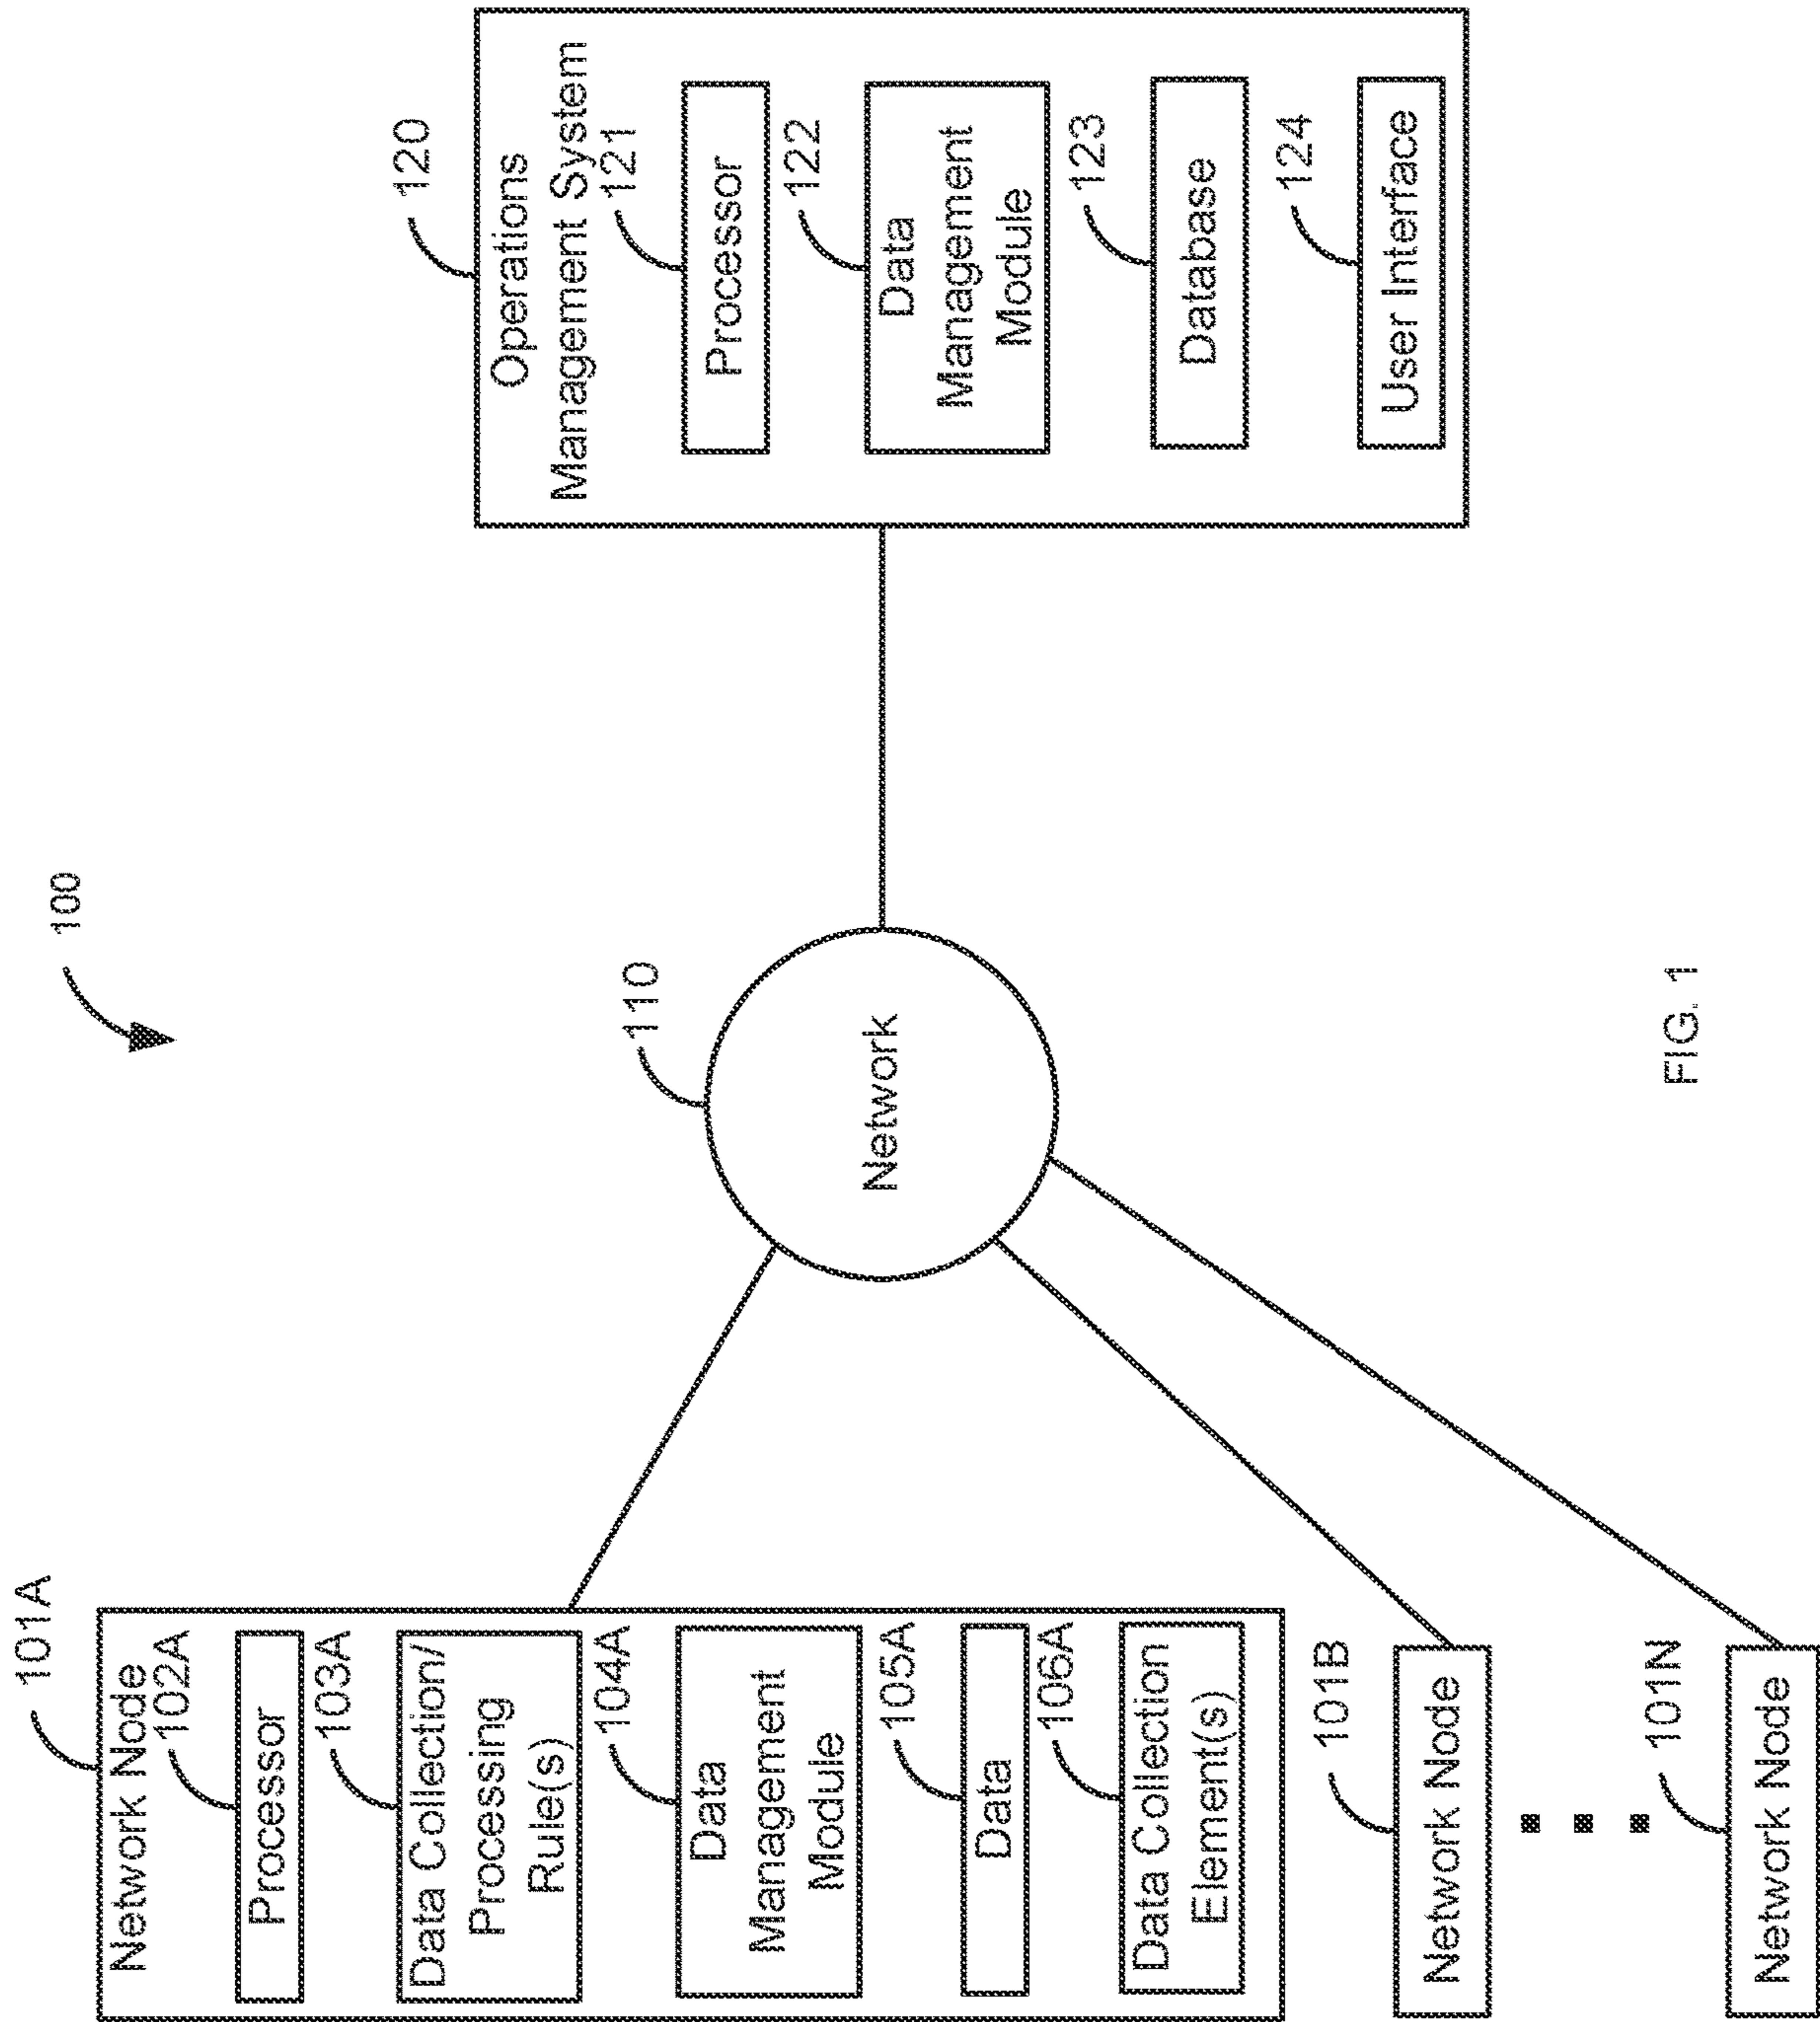 100
101A
Network Node
102A
Processor
103A
Data Collection/
Processing
Rule(s)
104A
Data
Management
Module
105A
Data
106A
Data Collection
Element(s)
101B
Network Node
101N
Network Node
110
Network
120
Operations
Management System
121
Processor
122
Data
Management
Module
123
Database
124
User Interface
FIG. 1